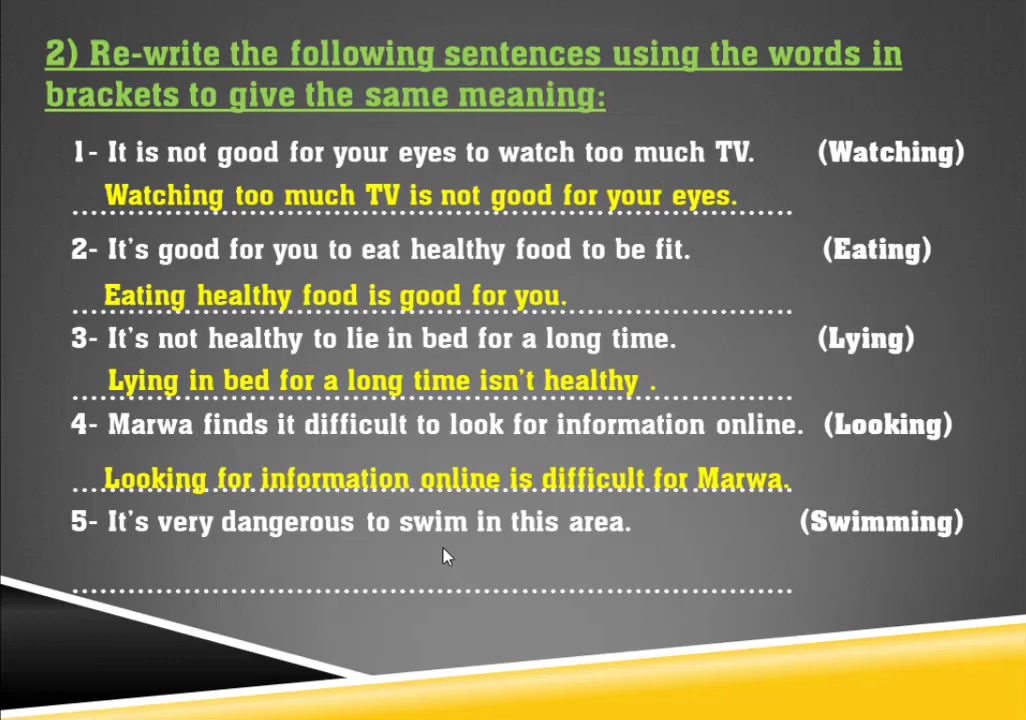 2) Re-write the following sentences using the words in
brackets to give the same meaning:
1- It is not good for your eyes to watch too much TV. (Watching)
Watching too much TV is not good for your eyes.
2- It's good for you to eat healthy food to be fit. (Eating)
Eating healthy food is good for you.
3- It's not healthy to lie in bed for a long time. (Lying)
Lying in bed for a long time isn't healthy .
4- Marwa finds it difficult to look for information online. (Looking)
Looking for information online is difficult for Marwa.
5- It's very dangerous to swim in this area. (Swimming)